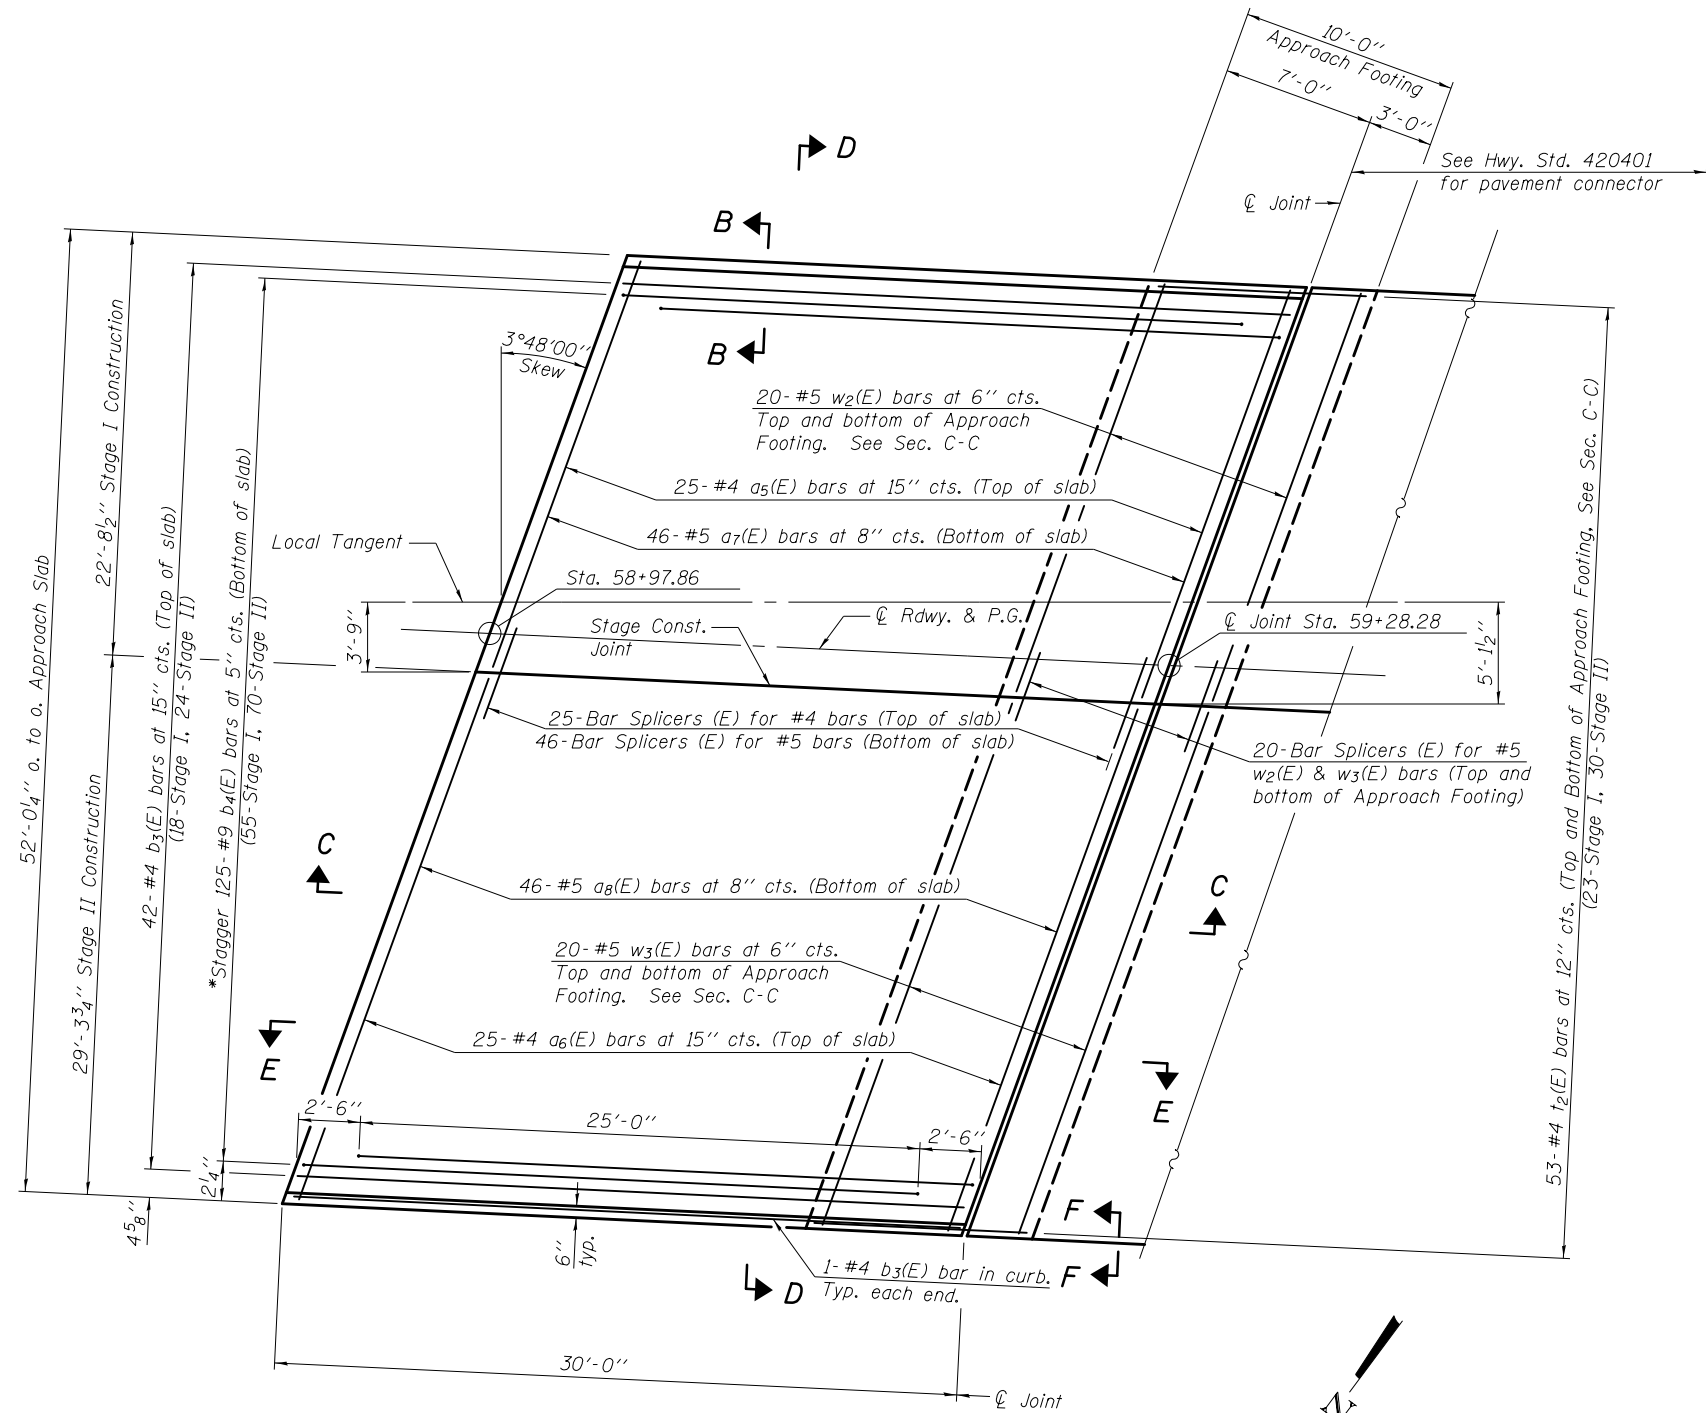 10'-0"
Approach Footing
7'-0"
3'-0"
See Hwy. Std. 420401
for pavement connector
℄ Joint
D
B
B
3°48'00"
Skew
20-#5 w2(E) bars at 6" cts.
Top and bottom of Approach
Footing. See Sec. C-C
25-#4 a5(E) bars at 15" cts. (Top of slab)
46-#5 a7(E) bars at 8" cts. (Bottom of slab)
Local Tangent
Sta. 58+97.86
℄ Rdwy. & P.G.
Stage Const.
Joint
℄ Joint Sta. 59+28.28
3'-9"
5'-1½"
25-Bar Splicers (E) for #4 bars (Top of slab)
46-Bar Splicers (E) for #5 bars (Bottom of slab)
20-Bar Splicers (E) for #5
w2(E) & w3(E) bars (Top and
bottom of Approach Footing)
52'-0¼" o. to o. Approach Slab
22'-8½" Stage I Construction
29'-3¾" Stage II Construction
42-#4 b3(E) bars at 15" cts. (Top of slab)
(18-Stage I, 24-Stage II)
*Stagger 125-#9 b4(E) bars at 5" cts. (Bottom of slab)
(55-Stage I, 70-Stage II)
53-#4 t2(E) bars at 12" cts. (Top and Bottom of Approach Footing, See Sec. C-C)
(23-Stage I, 30-Stage II)
C
C
46-#5 a8(E) bars at 8" cts. (Bottom of slab)
20-#5 w3(E) bars at 6" cts.
Top and bottom of Approach
Footing. See Sec. C-C
25-#4 a6(E) bars at 15" cts. (Top of slab)
E
E
2'-6"
25'-0"
2'-6"
2¼"
4⅝"
6"
typ.
1-#4 b3(E) bar in curb.
Typ. each end.
D
F
F
30'-0"
℄ Joint
N